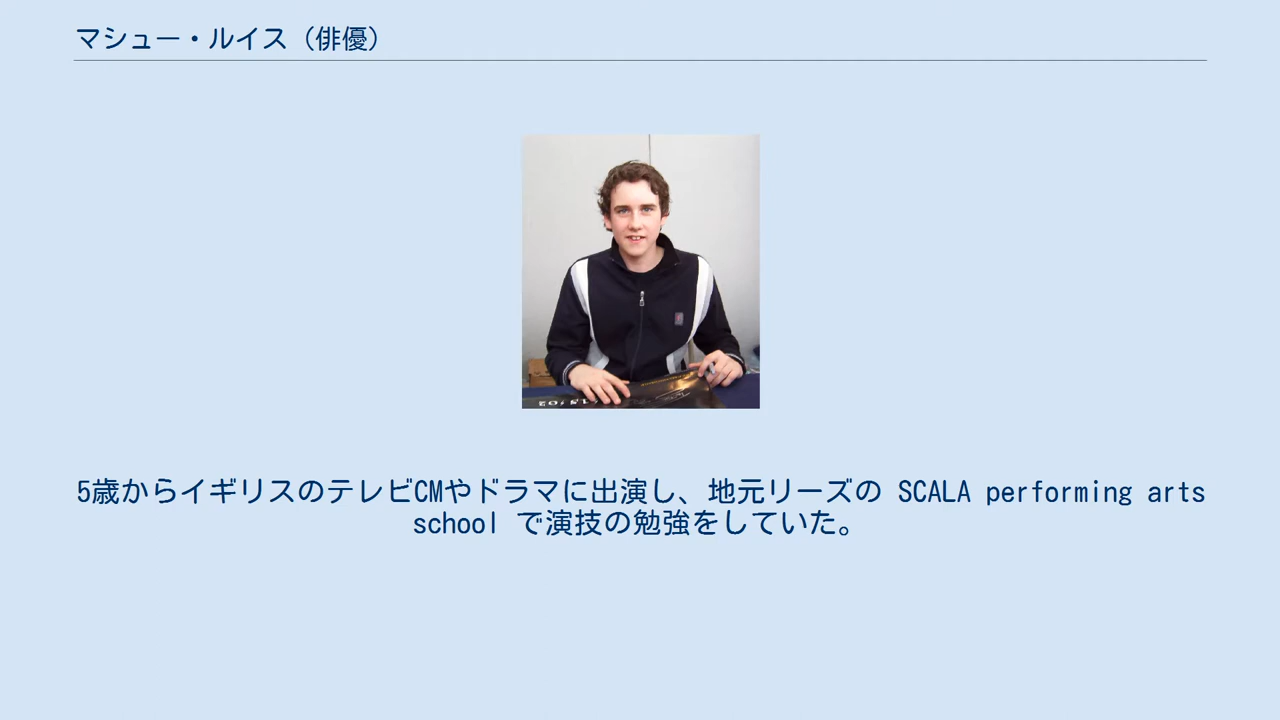 マシュー・ルイス（俳優）
5歳からイギリスのテレビCMやドラマに出演し、地元リーズの SCALA performing arts
school で演技の勉強をしていた。